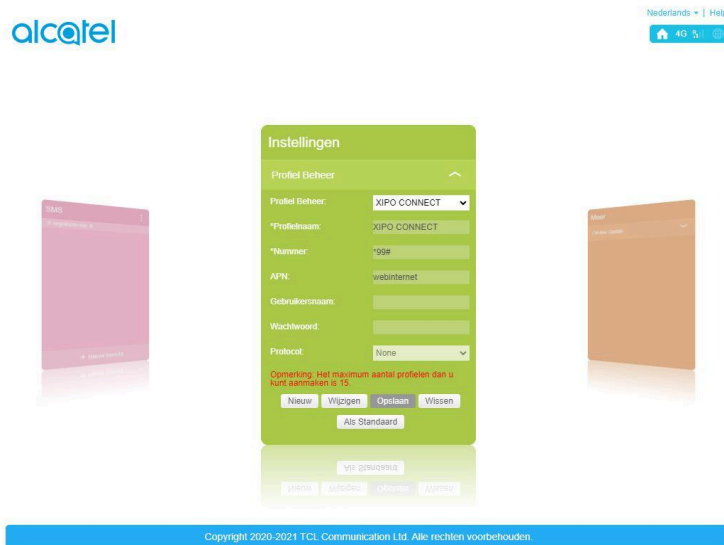 Nederlands | Help
alcatel
4G
Instellingen
Profiel Beheer
Profiel Beheer: XIPO CONNECT
*Profielnaam: XIPO CONNECT
*Nummer: *99#
APN: webinternet
Gebruikersnaam:
Wachtwoord:
Protocol: None
Opmerking: Het maximum aantal profielen dan u
kunt aanmaken is 15.
Nieuw Wijzigen Opslaan Wissen
Als Standaard
SMS
Meer
Copyright 2020-2021 TCL Communication Ltd. Alle rechten voorbehouden.